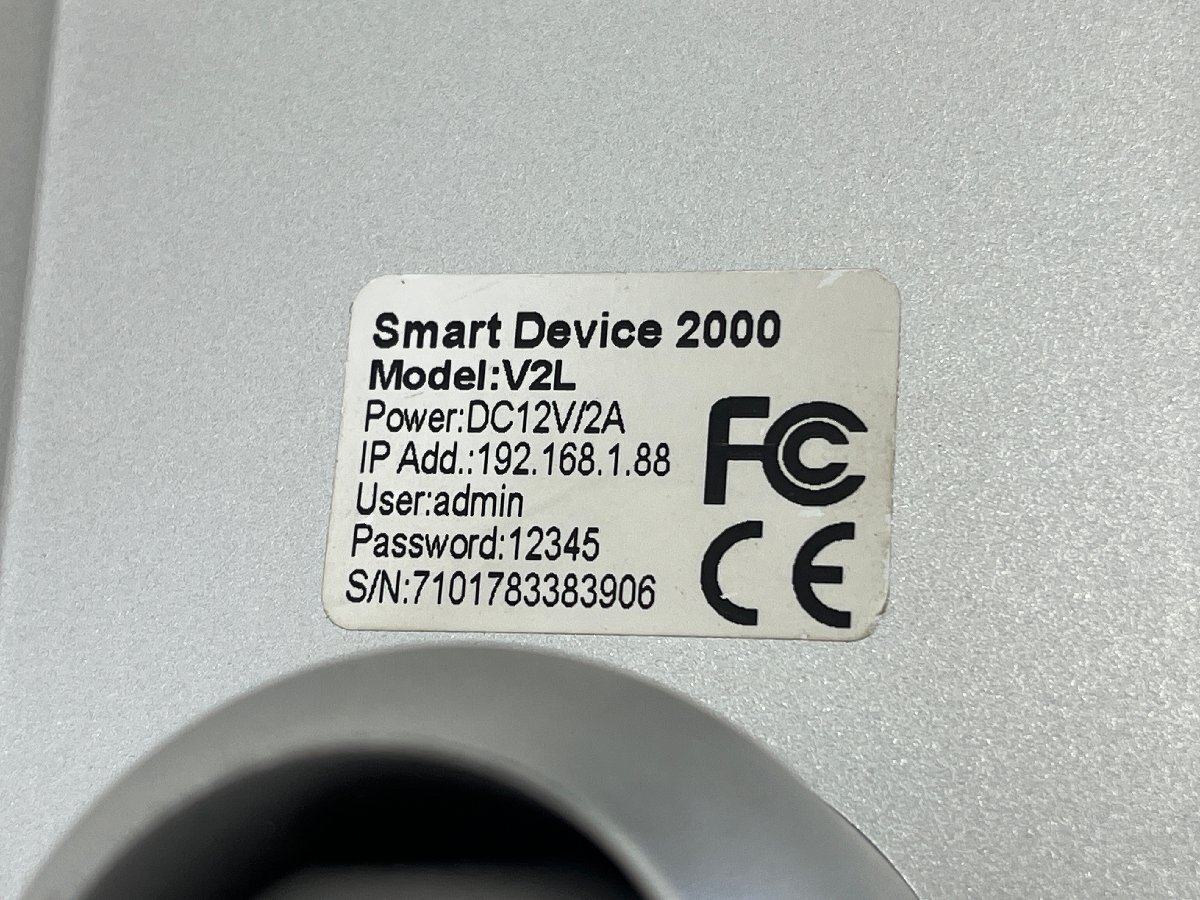 Smart Device 2000
Model:V2L
Power:DC12V/2A
IP Add.:192.168.1.88
User:admin
Password:12345
S/N:7101783383906
FC
CE